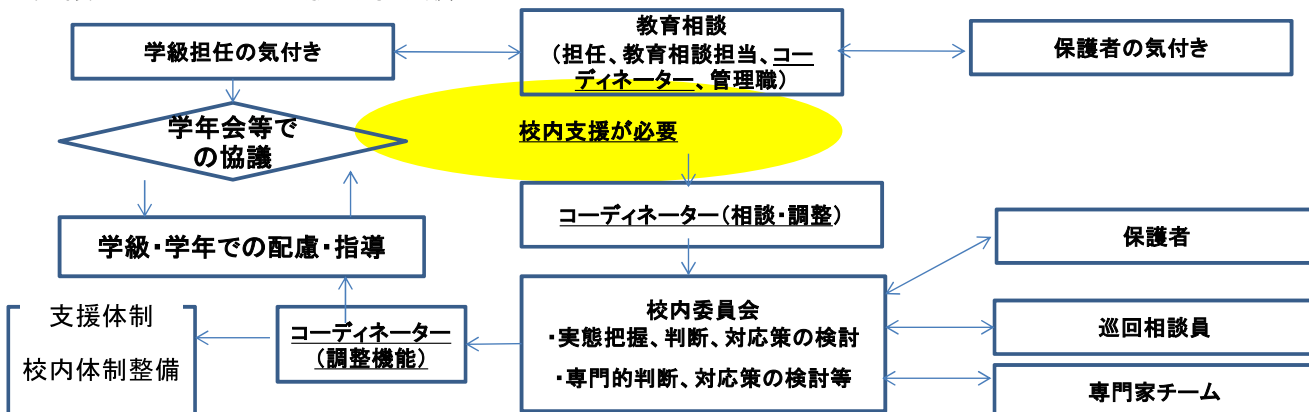 学級担任の気付き
教育相談
(担任、教育相談担当、コー
ディネーター、管理職)
保護者の気付き
学年会等で
の協議
校内支援が必要
コーディネーター(相談・調整)
学級・学年での配慮・指導
保護者
支援体制
校内体制整備
コーディネーター
(調整機能)
校内委員会
・実態把握、判断、対応策の検討
・専門的判断、対応策の検討等
巡回相談員
専門家チーム